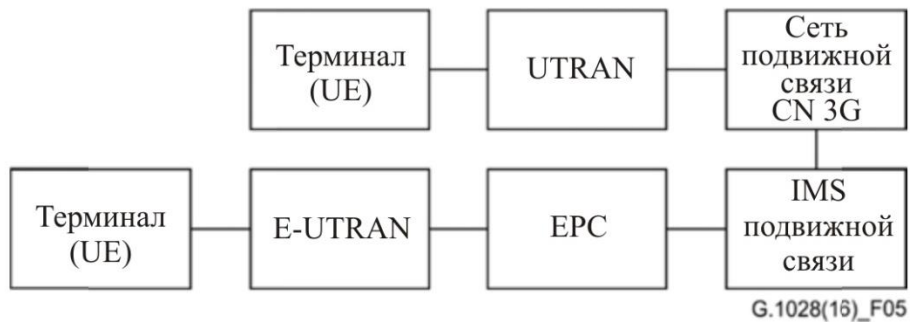 Терминал
(UE)
UTRAN
Сеть
подвижной
связи
CN 3G
Терминал
(UE)
E-UTRAN
EPC
IMS
подвижной
связи
G.1028(16)_F05